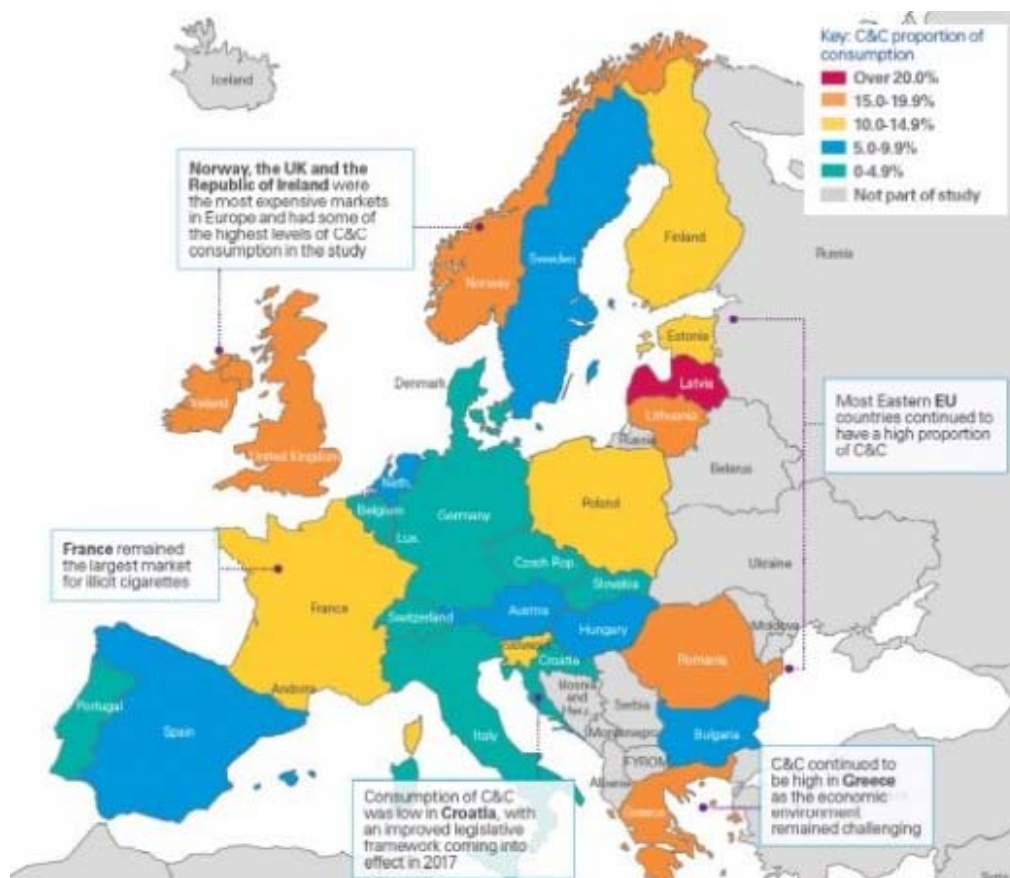 Key: C&C proportion of
consumption
Over 20.0%
15.0-19.9%
10.0-14.9%
5.0-9.9%
0-4.9%
Not part of study
Iceland
Norway, the UK and the
Republic of Ireland were
the most expensive markets
in Europe and had some of
the highest levels of C&C
consumption in the study
Finland
Sweden
Norway
Russia
Estonia
Latvia
Lithuania
Russia
Denmark
Ireland
United Kingdom
Belarus
Most Eastern EU
countries continued to
have a high proportion
of C&C
Neth.
Belgium
Lux.
Germany
Poland
Czech Rep.
Slovakia
Ukraine
France remained
the largest market
for illicit cigarettes
France
Switzerland
Austria
Hungary
Moldova
Romania
Croatia
Bosnia
and
Herz.
Serbia
Montenegro
FYROM
Albania
Bulgaria
Andorra
Portugal
Spain
Italy
Greece
Consumption of C&C
was low in Croatia, with
an improved legislative
framework coming into
effect in 2017
C&C continued to
be high in Greece
as the economic
environment
remained challenging